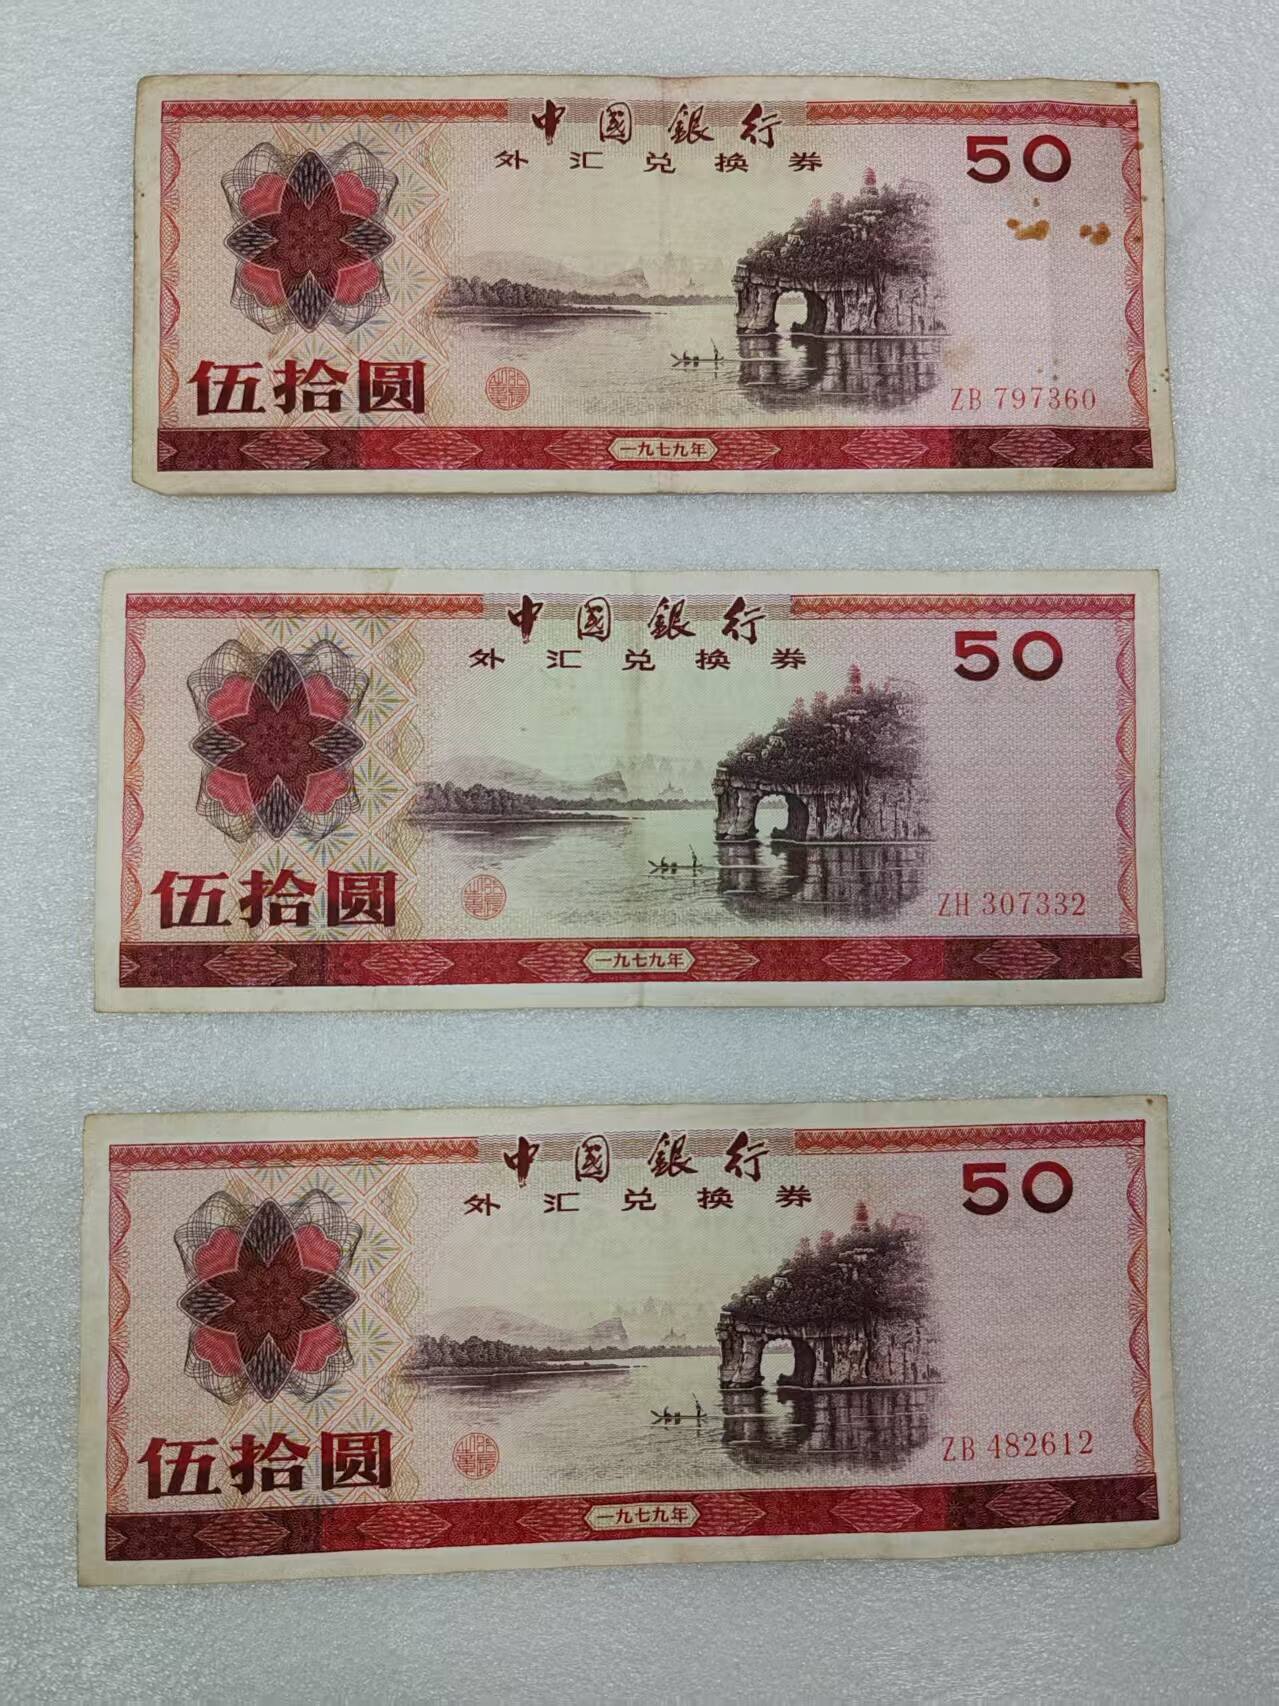 中國銀行
外汇兑换券
50
伍拾圆
ZB 797360
一九七九年
中國銀行
外汇兑换券
50
伍拾圆
ZH 307332
一九七九年
中國銀行
外汇兑换券
50
伍拾圆
ZB 482612
一九七九年